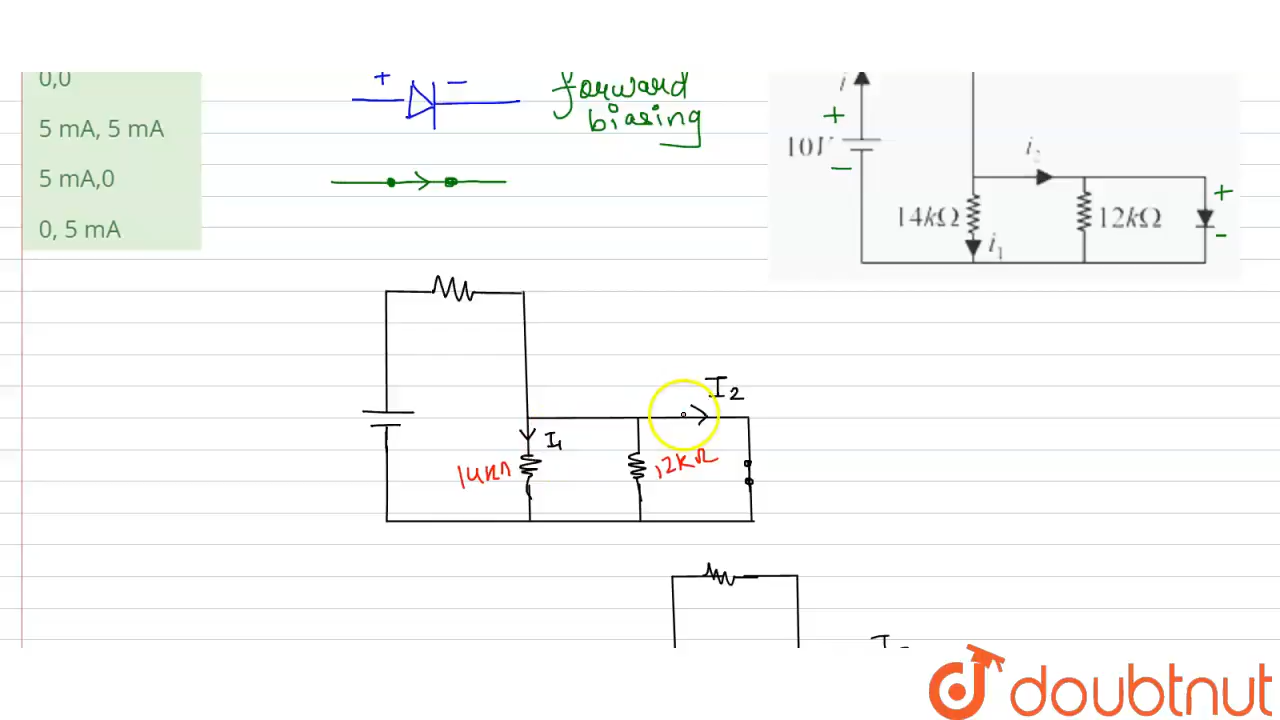 0,0
5 mA, 5 mA
5 mA,0
0, 5 mA
+ −
forward
biasing
i
+
10V
−
i₂
14kΩ
i₁
12kΩ
+
-
I2
I1
14kΩ
12kΩ
doubtnut